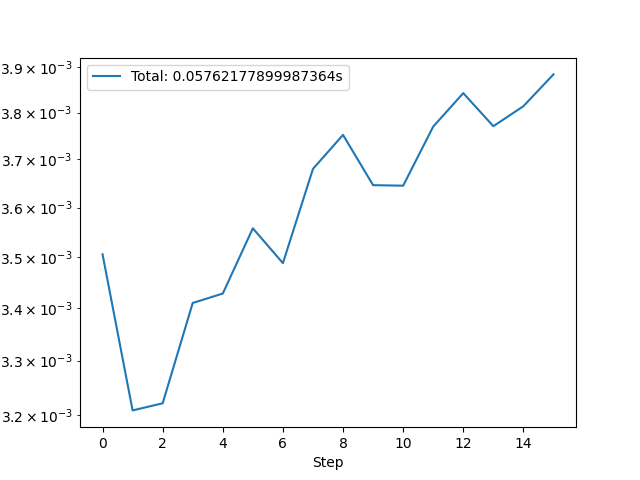 Total: 0.05762177899987364s
3.9 × 10⁻³
3.8 × 10⁻³
3.7 × 10⁻³
3.6 × 10⁻³
3.5 × 10⁻³
3.4 × 10⁻³
3.3 × 10⁻³
3.2 × 10⁻³
0 2 4 6 8 10 12 14
Step